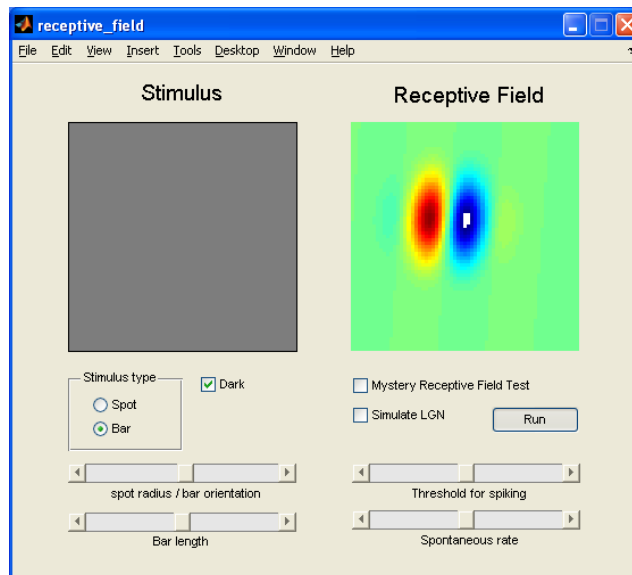 receptive_field
File Edit View Insert Tools Desktop Window Help
Stimulus
Receptive Field
Stimulus type
Spot
Bar
Dark
Mystery Receptive Field Test
Simulate LGN
Run
spot radius / bar orientation
Threshold for spiking
Bar length
Spontaneous rate